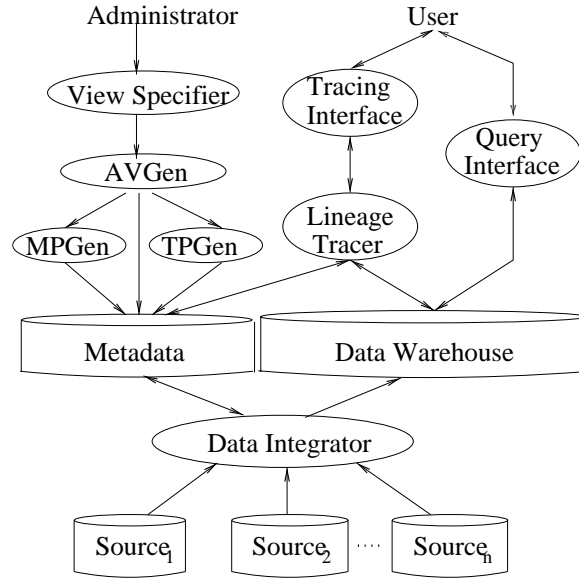 Administrator
User
View Specifier
Tracing
Interface
Query
Interface
AVGen
MPGen
TPGen
Lineage
Tracer
Metadata
Data Warehouse
Data Integrator
Source1
Source2
....
Sourcen